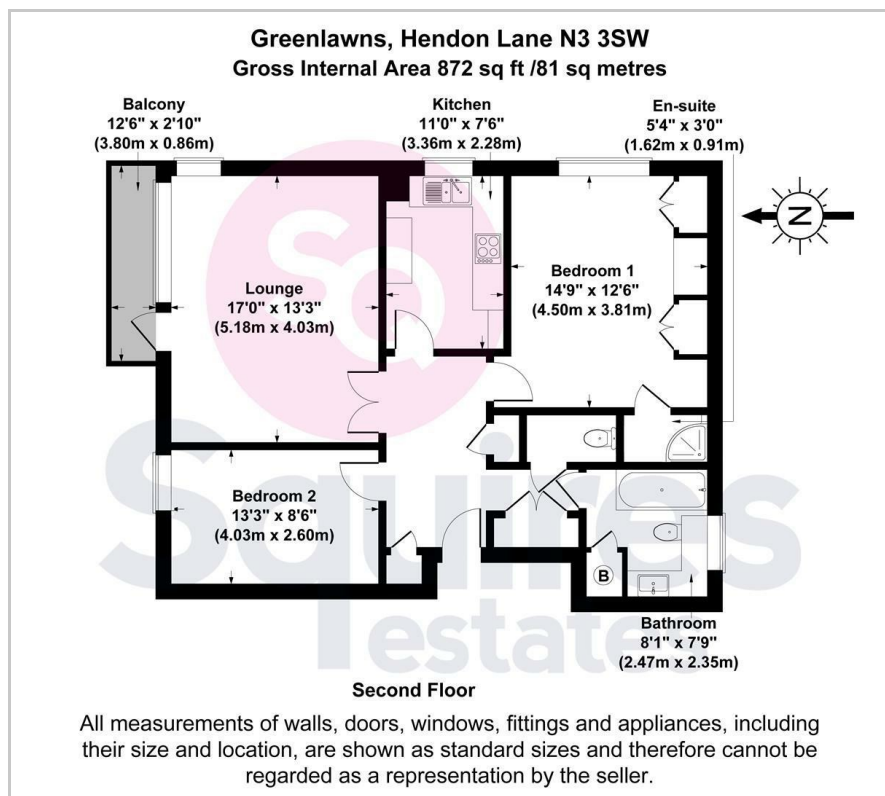 Greenlawns, Hendon Lane N3 3SW
Gross Internal Area 872 sq ft /81 sq metres
Balcony
12'6" x 2'10"
(3.80m x 0.86m)
Kitchen
11'0" x 7'6"
(3.36m x 2.28m)
En-suite
5'4" x 3'0"
(1.62m x 0.91m)
N
SQ
Lounge
17'0" x 13'3"
(5.18m x 4.03m)
Bedroom 1
14'9" x 12'6"
(4.50m x 3.81m)
Squires
estates
Bedroom 2
13'3" x 8'6"
(4.03m x 2.60m)
B
Bathroom
8'1" x 7'9"
(2.47m x 2.35m)
Second Floor
All measurements of walls, doors, windows, fittings and appliances, including
their size and location, are shown as standard sizes and therefore cannot be
regarded as a representation by the seller.